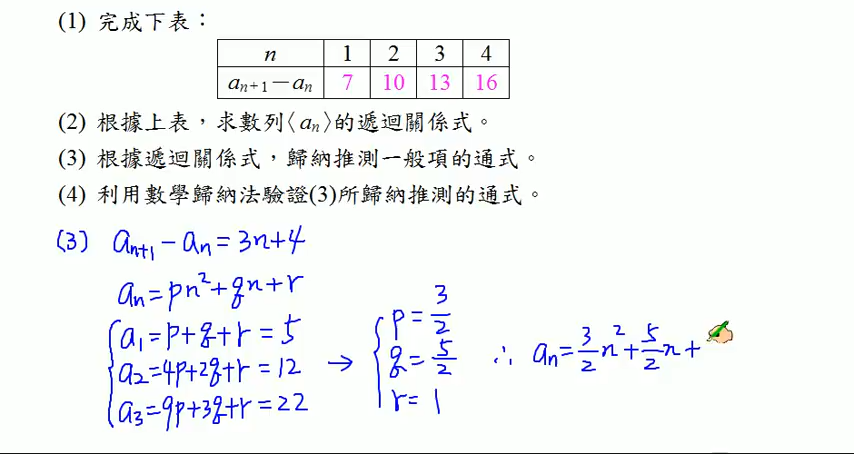 (1) 完成下表：
n 1 2 3 4
aₙ₊₁－aₙ 7 10 13 16
(2) 根據上表，求數列⟨aₙ⟩的遞迴關係式。
(3) 根據遞迴關係式，歸納推測一般項的通式。
(4) 利用數學歸納法驗證(3)所歸納推測的通式。
(3) aₙ₊₁ − aₙ = 3n+4
aₙ = pn²+qn+r
{ a₁ = p+q+r = 5
a₂ = 4p+2q+r = 12
a₃ = 9p+3q+r = 22
→ { p = 3/2
q = 5/2
r = 1
∴ aₙ = 3/2 n² + 5/2 n +